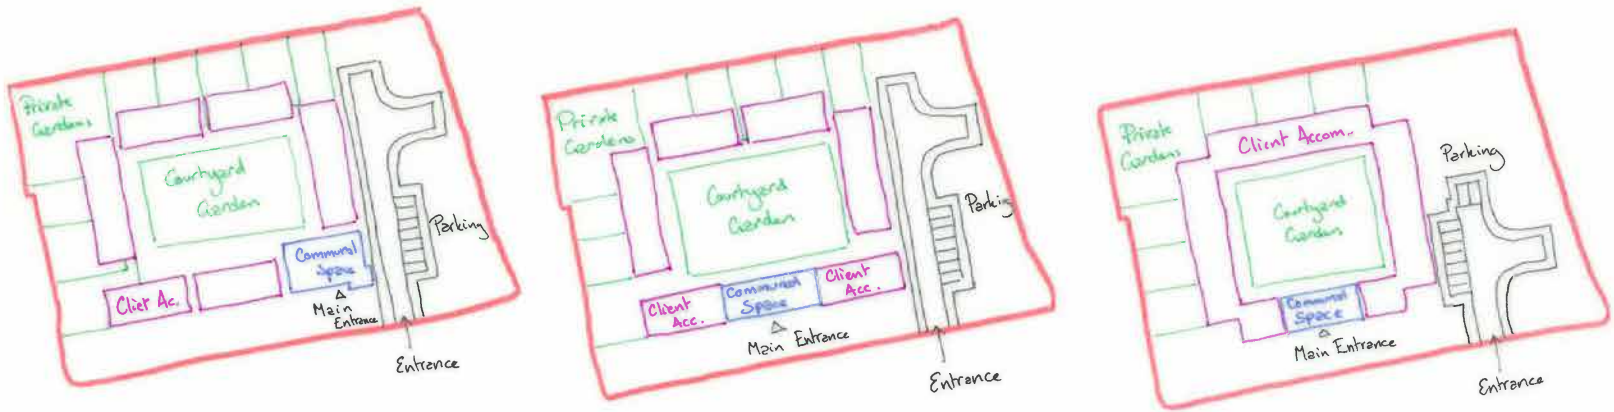 Private
Gardens
Courtyard
Garden
Communal
Space
Cliet Ac.
Main
Entrance
Parking
Entrance
Private
Gardens
Courtyard
Garden
Client
Acc.
Communal
Space
Client
Acc.
Main Entrance
Parking
Entrance
Private
Gardens
Client Accom..
Courtyard
Garden
Communal
Space
Main Entrance
Parking
Entrance